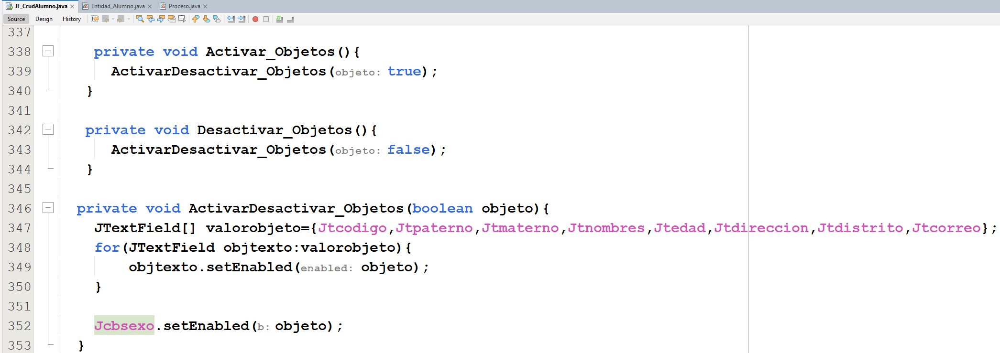 JF_CrudAlumno.java Entidad_Alumno.java Proceso.java
Source Design History
337
338 private void Activar_Objetos(){
339 ActivarDesactivar_Objetos(objeto: true);
340 }
341
342 private void Desactivar_Objetos(){
343 ActivarDesactivar_Objetos(objeto: false);
344 }
345
346 private void ActivarDesactivar_Objetos(boolean objeto){
347 JTextField[] valorobjeto={Jtcodigo,Jtpaterno,Jtmaterno,Jtnombres,Jtedad,Jtdireccion,Jtdistrito,Jtcorreo};
348 for(JTextField objtexto:valorobjeto){
349 objtexto.setEnabled(enabled: objeto);
350 }
351
352 Jcbsexo.setEnabled(b: objeto);
353 }